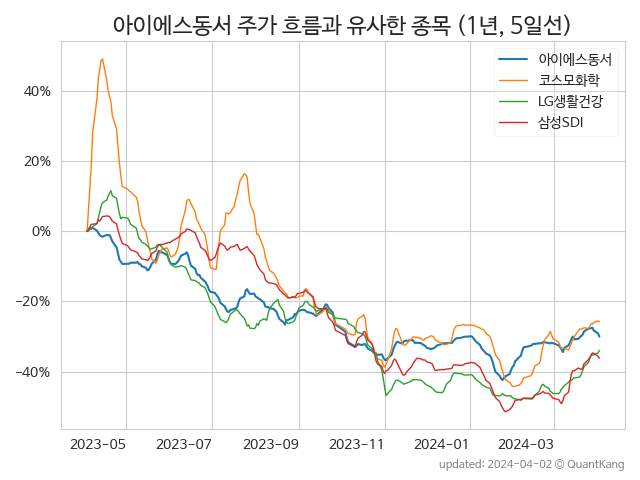 아이에스동서 주가 흐름과 유사한 종목 (1년, 5일선)
아이에스동서
코스모화학
LG생활건강
삼성SDI
40%
20%
0%
−20%
−40%
2023-05 2023-07 2023-09 2023-11 2024-01 2024-03
updated: 2024-04-02 © QuantKang